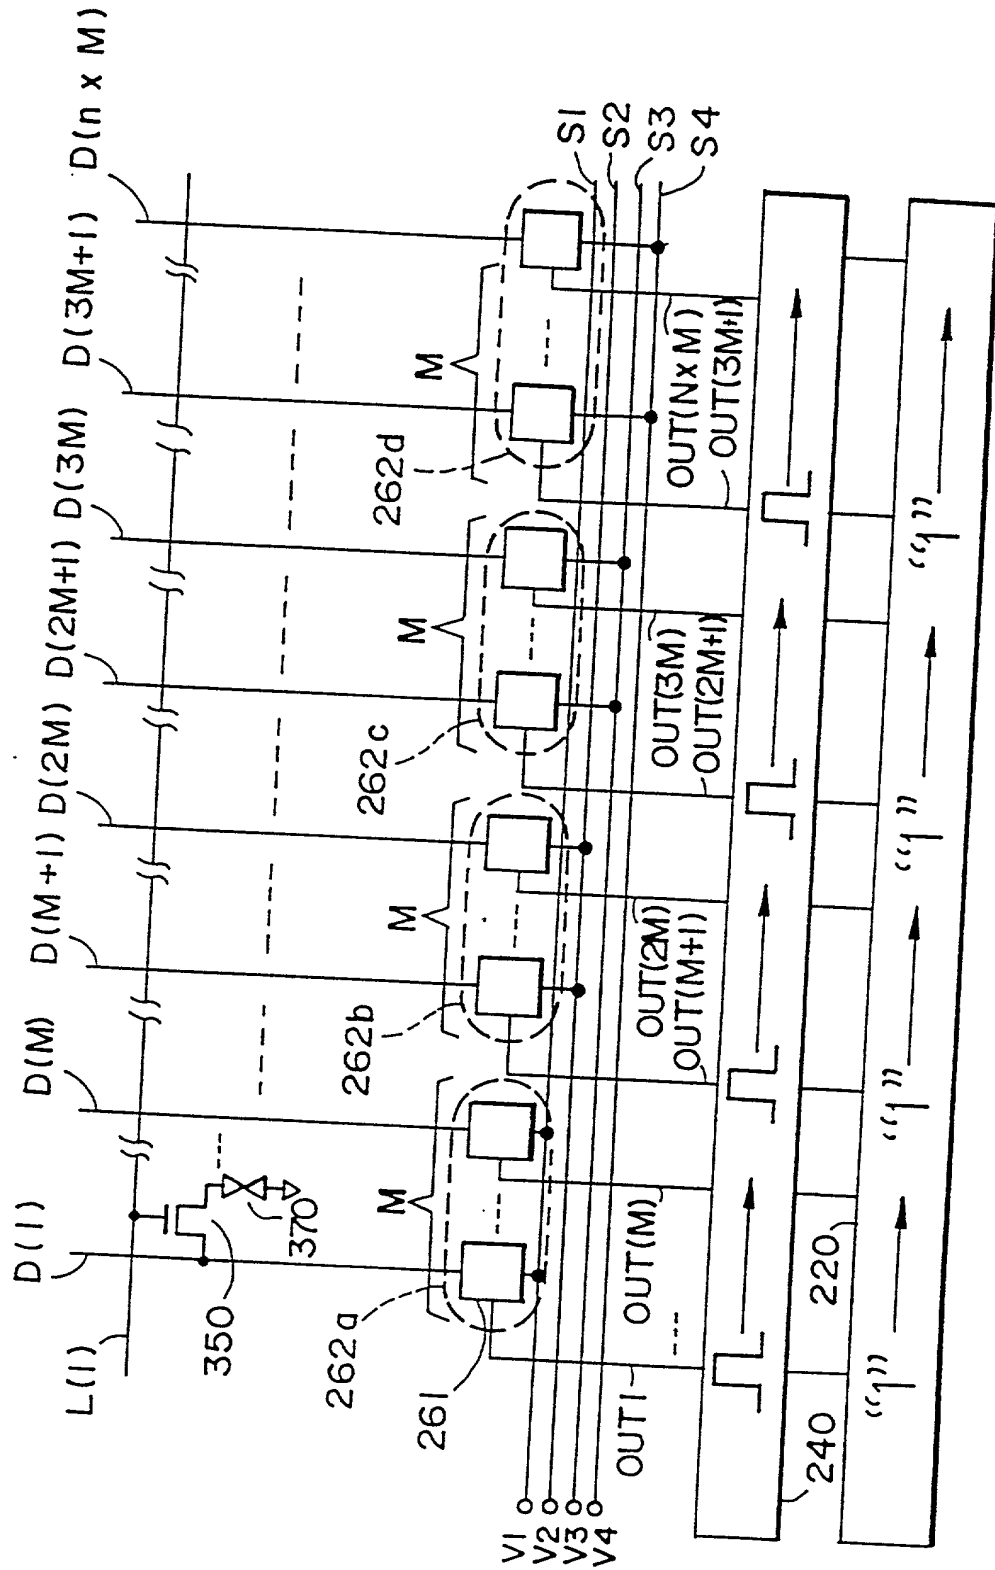 D(1) D(M) D(M+1) D(2M) D(2M+1) D(3M) D(3M+1) D(n x M)
L(1)
350
370
M M M M
262a 262b 262c 262d
261
V1
V2
V3
V4
S1
S2
S3
S4
OUT1
OUT(M)
OUT(2M)
OUT(M+1)
OUT(3M)
OUT(2M+1)
OUT(N x M)
OUT(3M+1)
240
220
“1” “1” “1” “1”